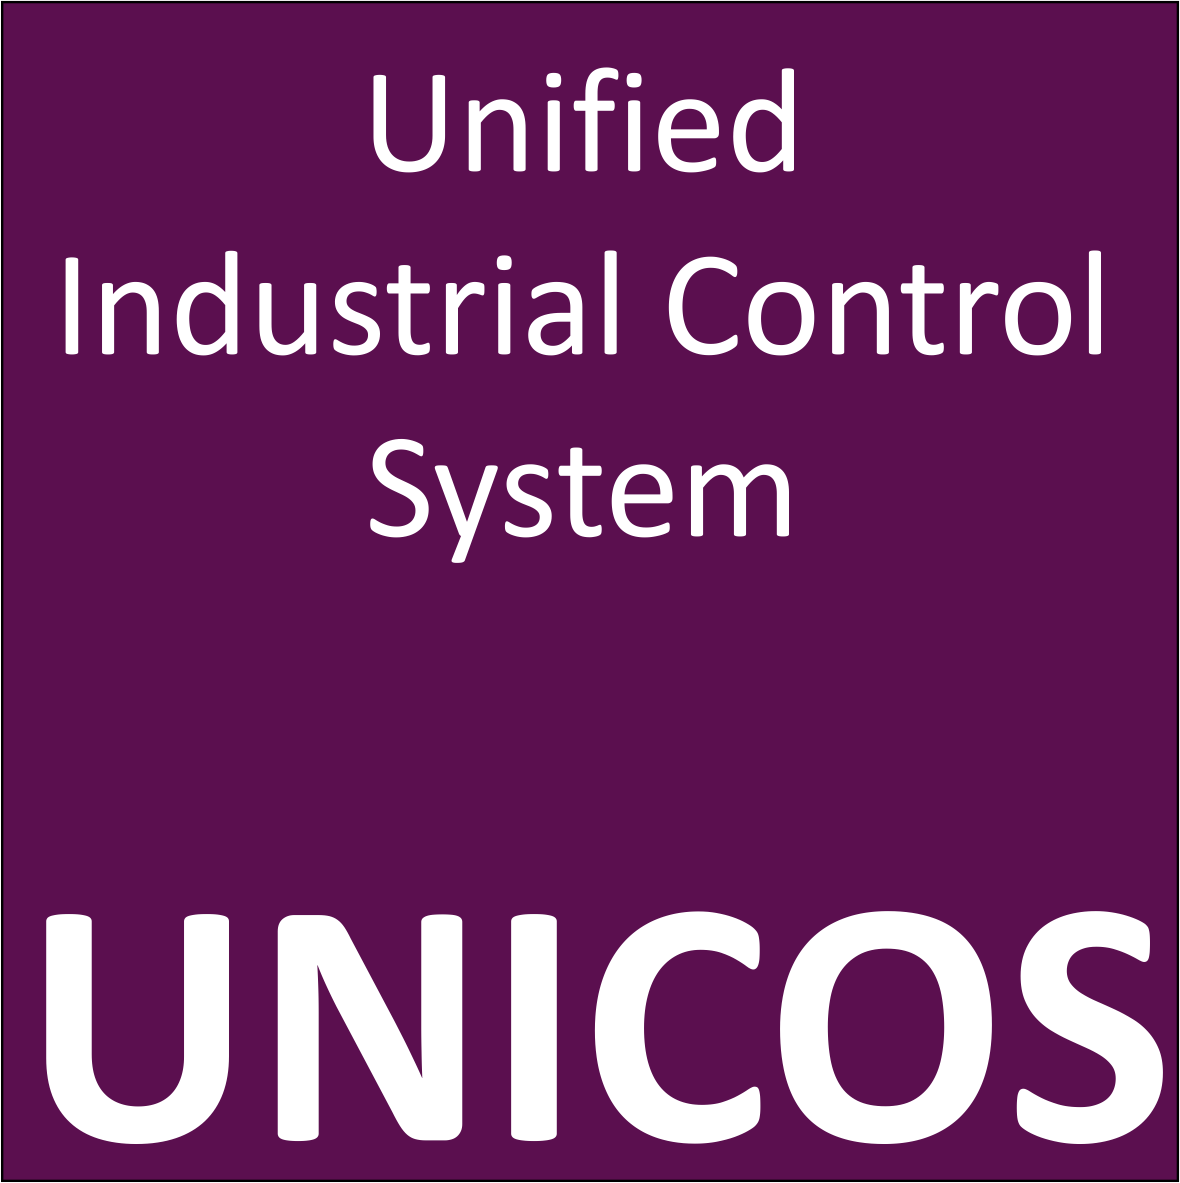 Unified
Industrial Control
System
UNICOS